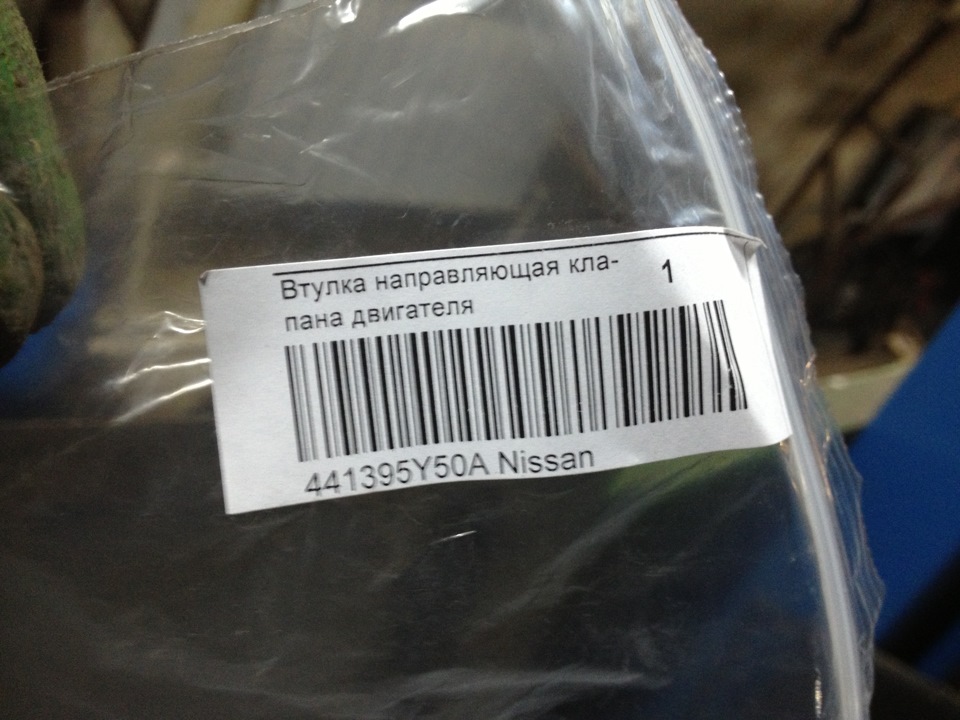 Втулка направляющая кла- 1
пана двигателя
441395Y50A Nissan